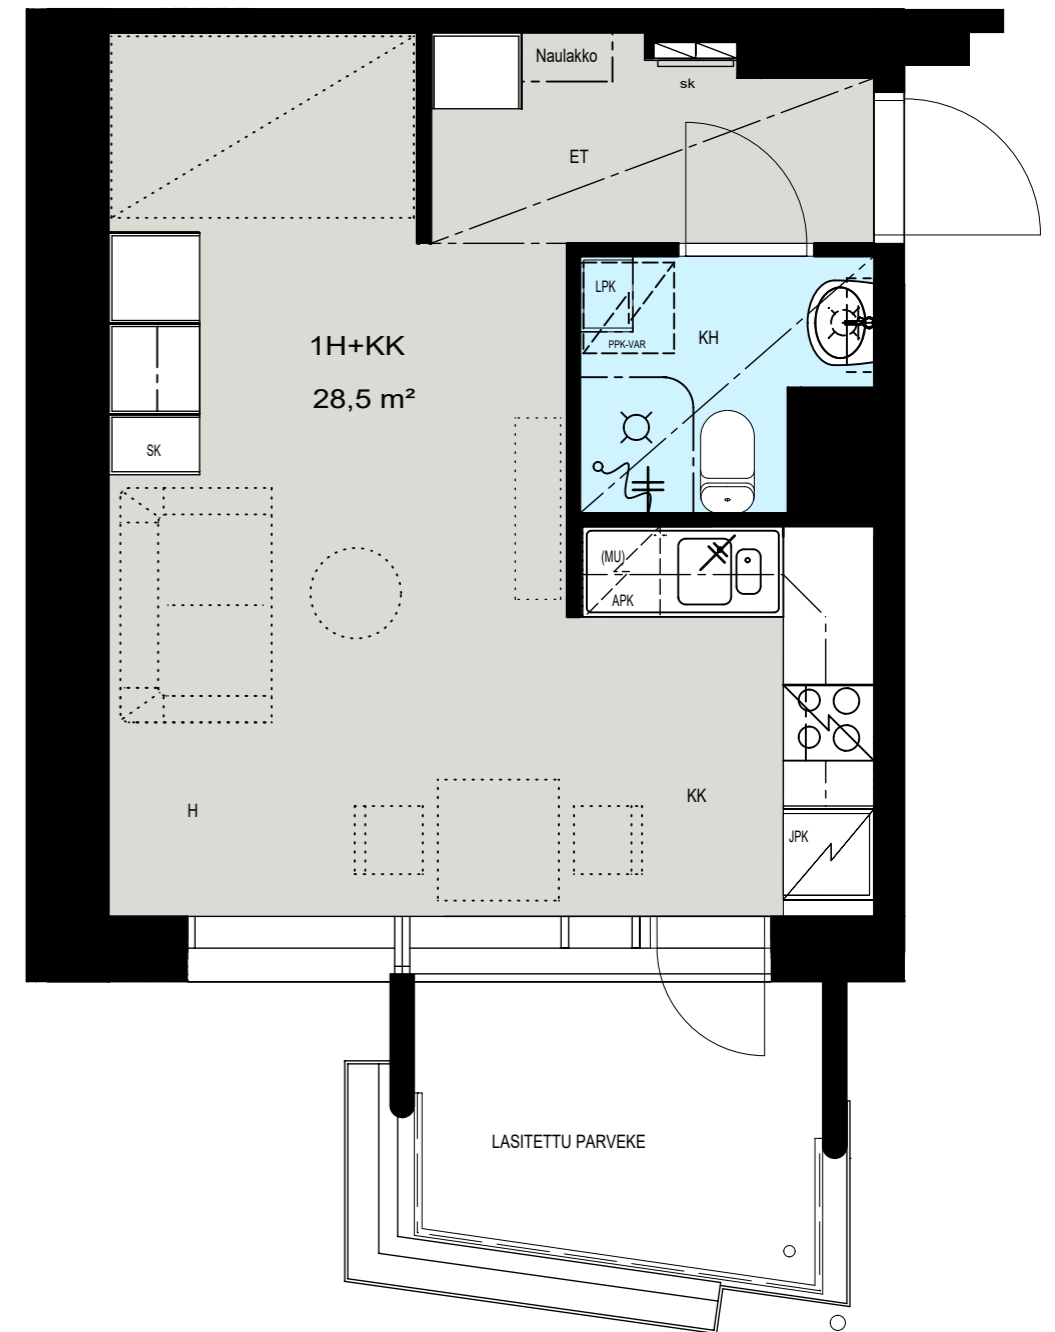 Naulakko
sk
ET
LPK
PPK-VAR
KH
1H+KK
28,5 m²
SK
(MU)
APK
KK
H
JPK
LASITETTU PARVEKE